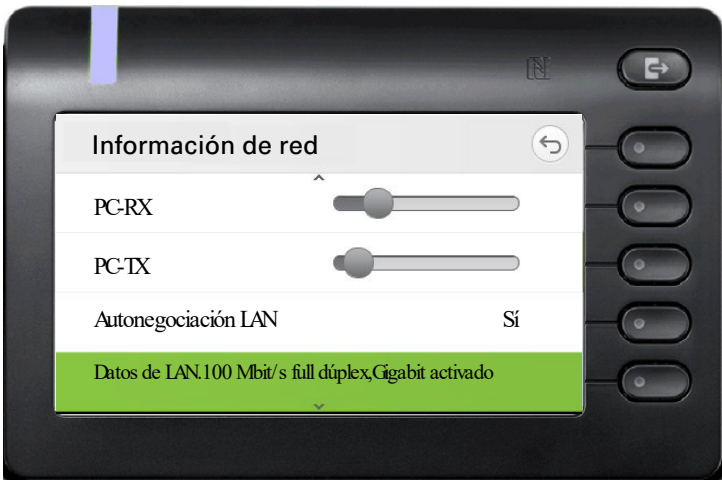 Información de red
PC-RX
PC-TX
Autonegociación LAN Sí
Datos de LAN.100 Mbit/s full dúplex,Gigabit activado